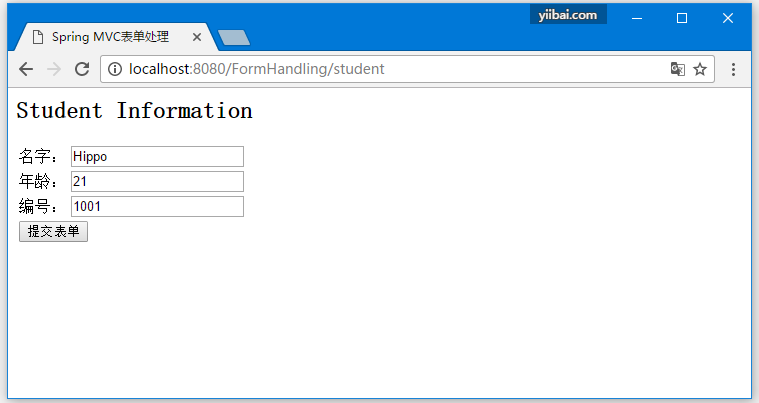 yiibai.com
Spring MVC表单处理
localhost:8080/FormHandling/student
Student Information
名字： Hippo
年龄： 21
编号： 1001
提交表单